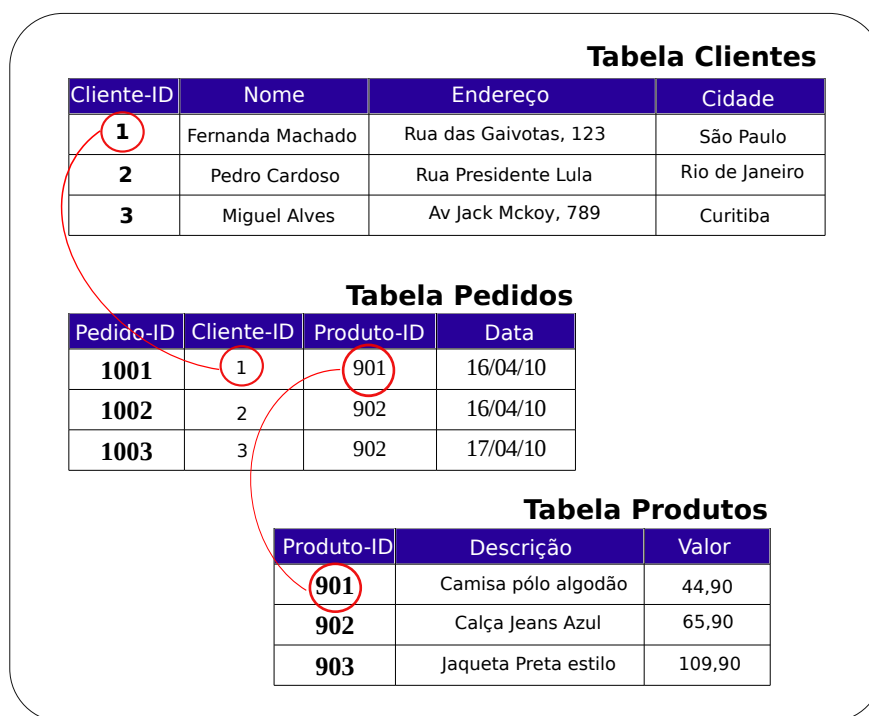 Tabela Clientes
Cliente-ID Nome Endereço Cidade
1 Fernanda Machado Rua das Gaivotas, 123 São Paulo
2 Pedro Cardoso Rua Presidente Lula Rio de Janeiro
3 Miguel Alves Av Jack Mckoy, 789 Curitiba
Tabela Pedidos
Pedido-ID Cliente-ID Produto-ID Data
1001 1 901 16/04/10
1002 2 902 16/04/10
1003 3 902 17/04/10
Tabela Produtos
Produto-ID Descrição Valor
901 Camisa pólo algodão 44,90
902 Calça Jeans Azul 65,90
903 Jaqueta Preta estilo 109,90